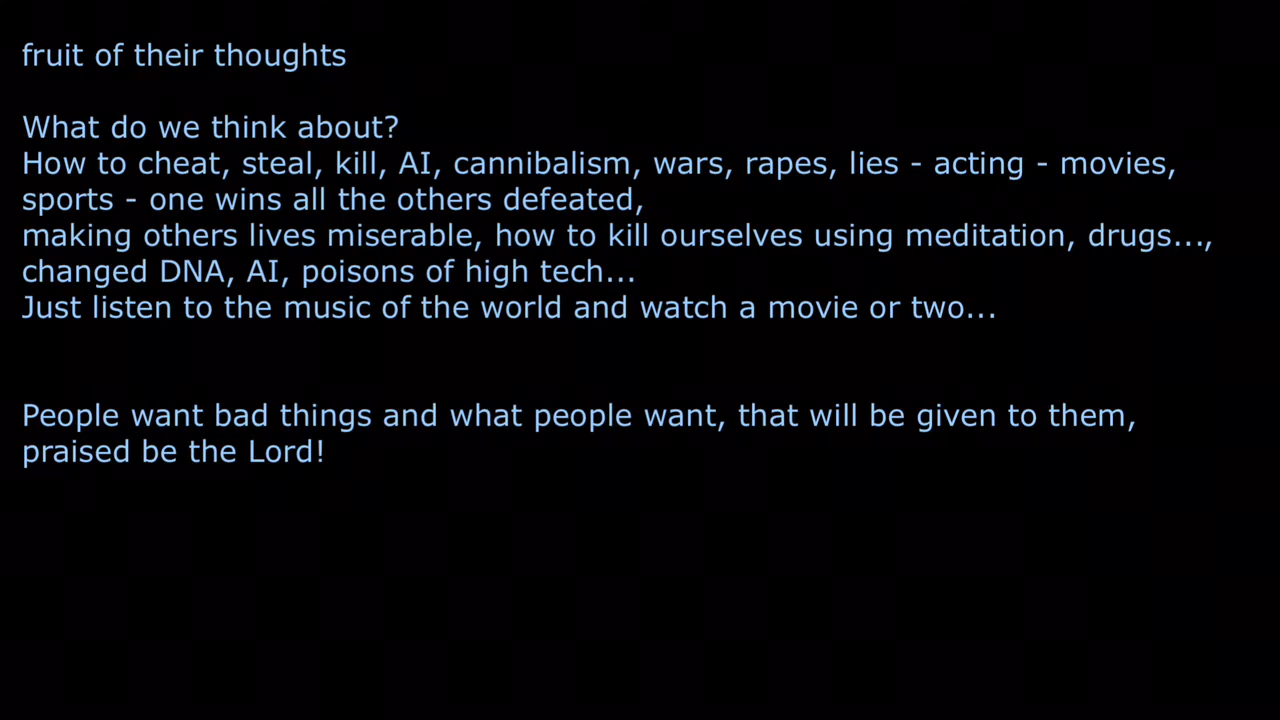 fruit of their thoughts
What do we think about?
How to cheat, steal, kill, AI, cannibalism, wars, rapes, lies - acting - movies,
sports - one wins all the others defeated,
making others lives miserable, how to kill ourselves using meditation, drugs...,
changed DNA, AI, poisons of high tech...
Just listen to the music of the world and watch a movie or two...
People want bad things and what people want, that will be given to them,
praised be the Lord!